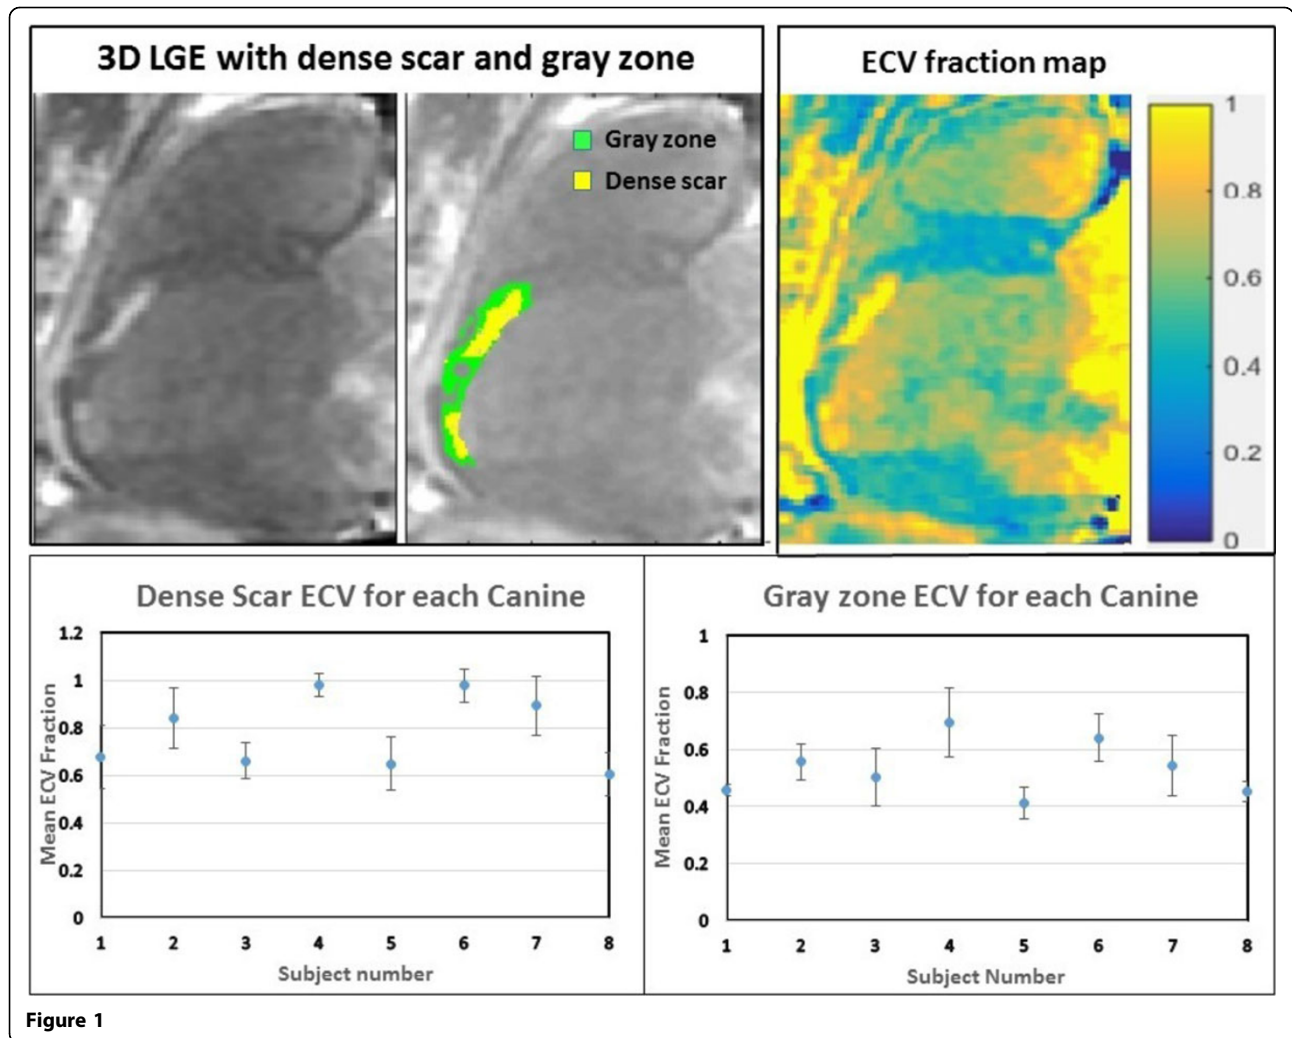 3D LGE with dense scar and gray zone
Gray zone
Dense scar
ECV fraction map
1
0.8
0.6
0.4
0.2
0
Dense Scar ECV for each Canine
Mean ECV Fraction
1.2
1
0.8
0.6
0.4
0.2
0
1 2 3 4 5 6 7 8
Subject number
Gray zone ECV for each Canine
Mean ECV Fraction
1
0.8
0.6
0.4
0.2
0
1 2 3 4 5 6 7 8
Subject Number
Figure 1